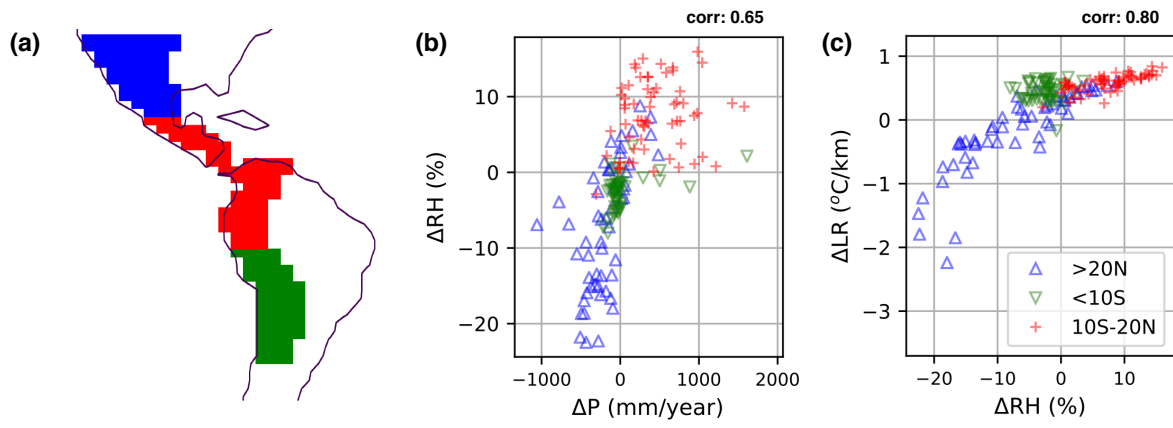 (a)
(b)
corr: 0.65
ΔRH (%)
10
0
−10
−20
−1000
0
1000
2000
ΔP (mm/year)
(c)
corr: 0.80
ΔLR (°C/km)
1
0
−1
−2
−3
>20N
<10S
10S-20N
−20
−10
0
10
ΔRH (%)